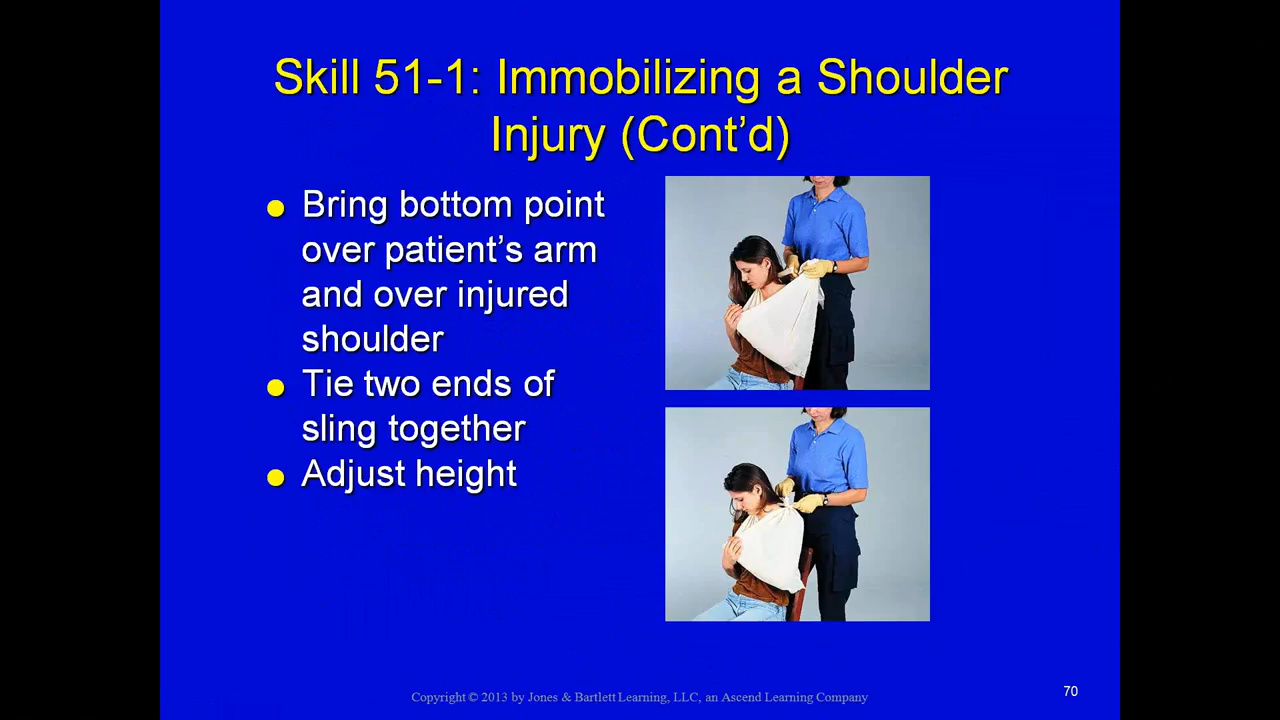 Skill 51-1: Immobilizing a Shoulder
Injury (Cont’d)
Bring bottom point
over patient’s arm
and over injured
shoulder
Tie two ends of
sling together
Adjust height
Copyright © 2013 by Jones & Bartlett Learning, LLC, an Ascend Learning Company
70